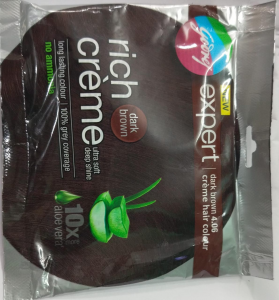 Godrej
expert
NEW
dark brown 4.06
crème hair colour
rich
crème
dark
brown
ultra soft
deep shine
long lasting colour | 100% grey coverage
no ammonia
10x
aloe vera